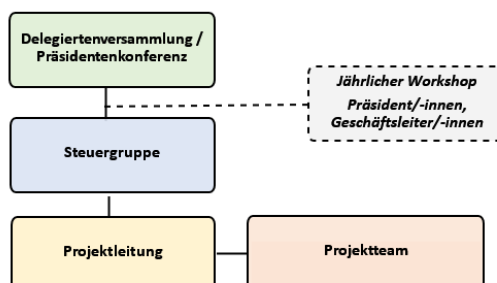 Delegiertenversammlung /
Präsidentenkonferenz
Jährlicher Workshop
Präsident/-innen,
Geschäftsleiter/-innen
Steuergruppe
Projektleitung
Projektteam